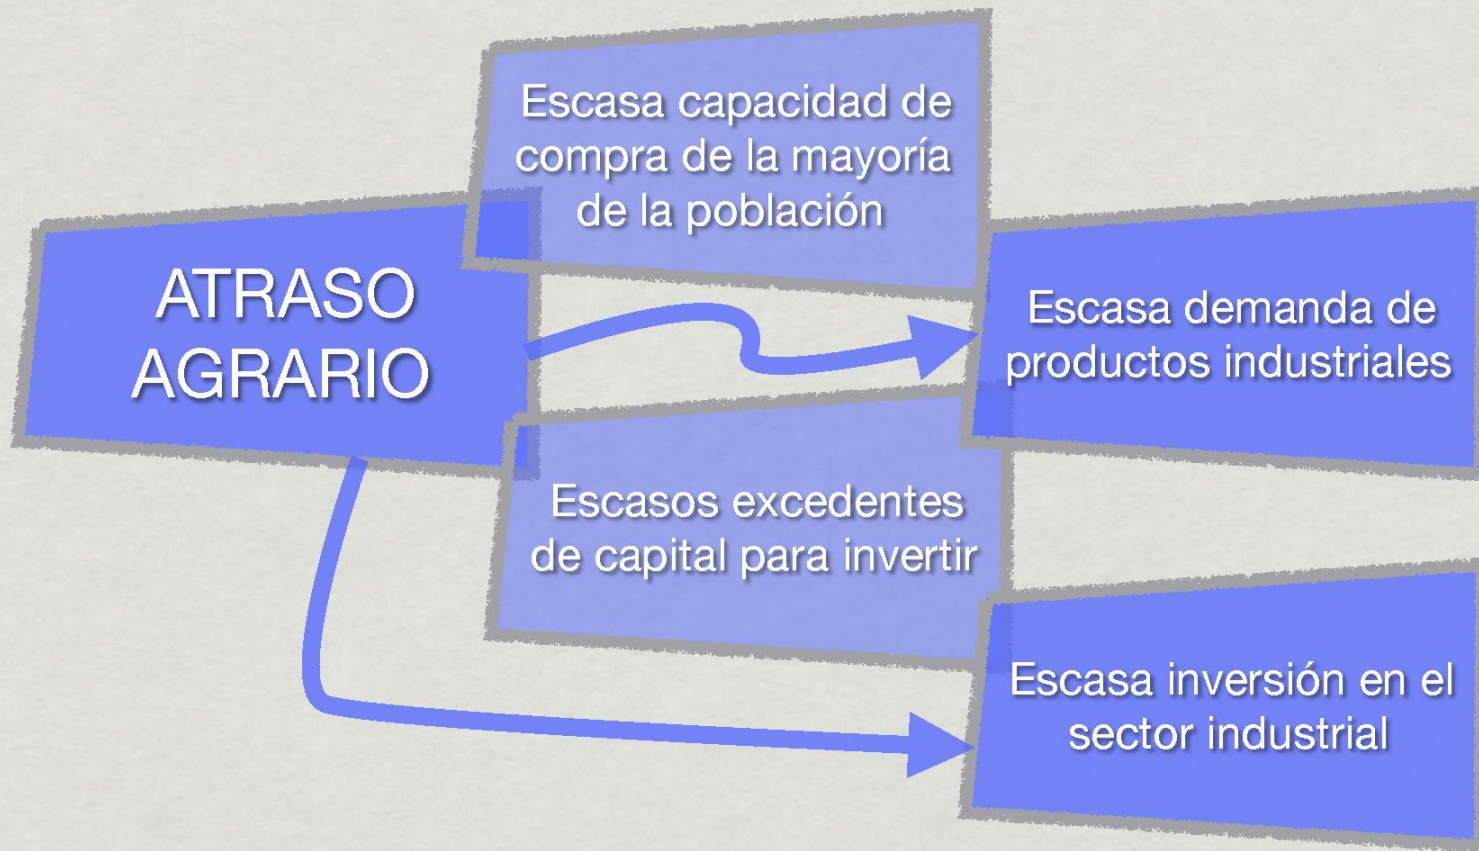 Escasa capacidad de
compra de la mayoría
de la población
ATRASO
AGRARIO
Escasa demanda de
productos industriales
Escasos excedentes
de capital para invertir
Escasa inversión en el
sector industrial